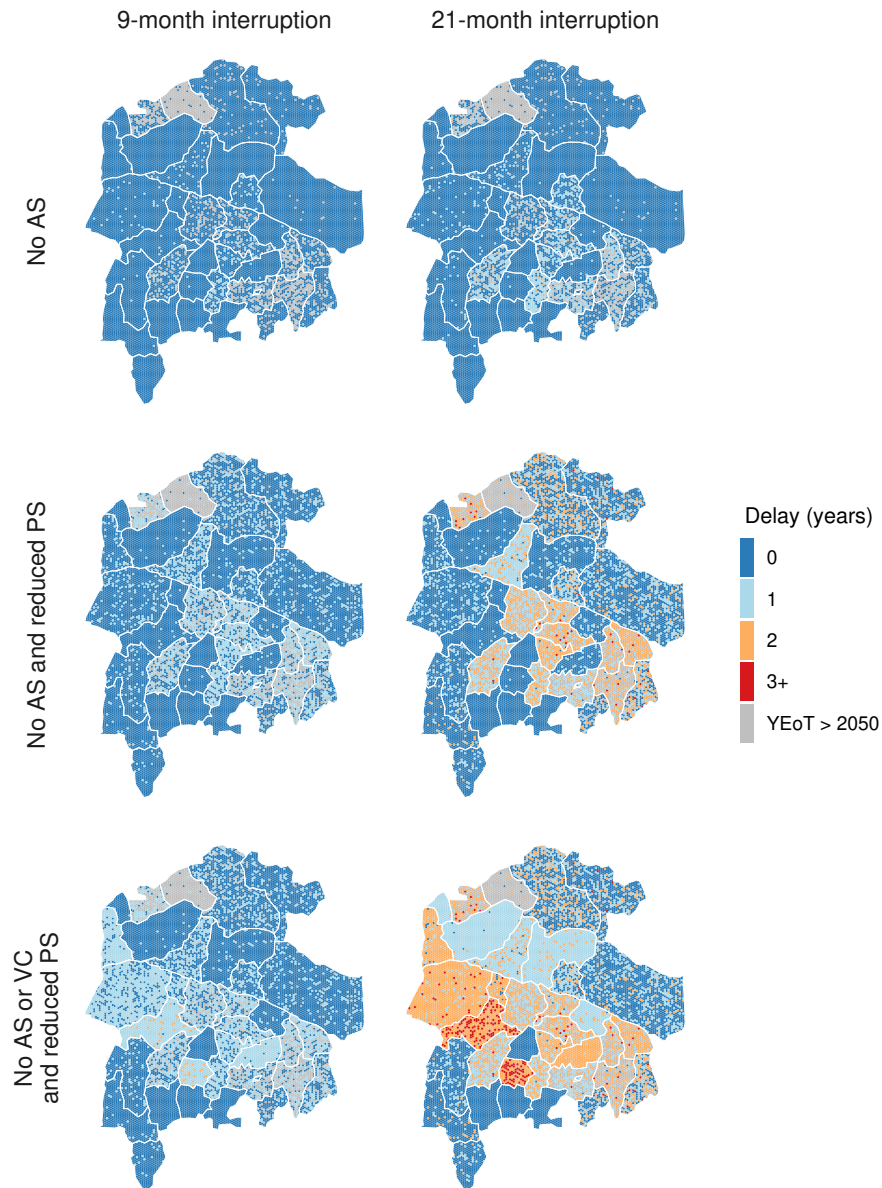 9-month interruption
21-month interruption
No AS
No AS and reduced PS
No AS or VC
and reduced PS
Delay (years)
0
1
2
3+
YEoT > 2050